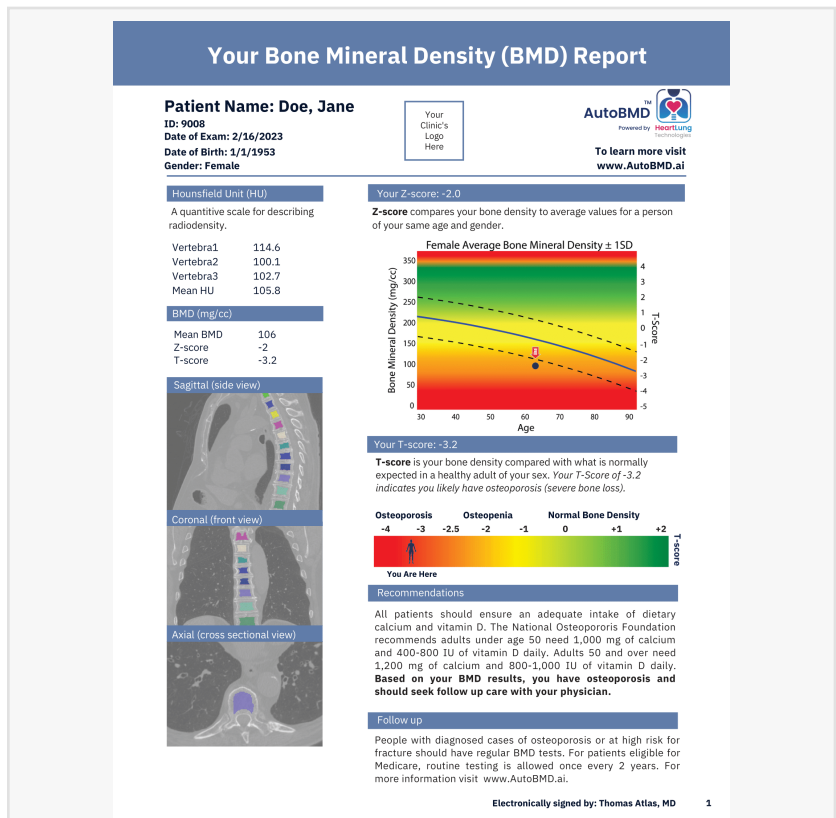 Your Bone Mineral Density (BMD) Report
Patient Name: Doe, Jane
ID: 9008
Date of Exam: 2/16/2023
Date of Birth: 1/1/1953
Gender: Female
Your
Clinic's
Logo
Here
AutoBMD™
Powered by HeartLung
Technologies
To learn more visit
www.AutoBMD.ai
Hounsfield Unit (HU)
A quantitive scale for describing
radiodensity.
Vertebra1 114.6
Vertebra2 100.1
Vertebra3 102.7
Mean HU 105.8
BMD (mg/cc)
Mean BMD 106
Z-score -2
T-score -3.2
Sagittal (side view)
Coronal (front view)
Axial (cross sectional view)
Your Z-score: -2.0
Z-score compares your bone density to average values for a person
of your same age and gender.
Female Average Bone Mineral Density ± 1SD
Bone Mineral Density (mg/cc)
350
300
250
200
150
100
50
0
4
3
2
1
0
-1
-2
-3
-4
-5
T-Score
30 40 50 60 70 80 90
Age
Your T-score: -3.2
T-score is your bone density compared with what is normally
expected in a healthy adult of your sex. Your T-Score of -3.2
indicates you likely have osteoporosis (severe bone loss).
Osteoporosis Osteopenia Normal Bone Density
-4 -3 -2.5 -2 -1 0 +1 +2
T-score
You Are Here
Recommendations
All patients should ensure an adequate intake of dietary
calcium and vitamin D. The National Osteopororis Foundation
recommends adults under age 50 need 1,000 mg of calcium
and 400-800 IU of vitamin D daily. Adults 50 and over need
1,200 mg of calcium and 800-1,000 IU of vitamin D daily.
Based on your BMD results, you have osteoporosis and
should seek follow up care with your physician.
Follow up
People with diagnosed cases of osteoporosis or at high risk for
fracture should have regular BMD tests. For patients eligible for
Medicare, routine testing is allowed once every 2 years. For
more information visit www.AutoBMD.ai.
Electronically signed by: Thomas Atlas, MD 1